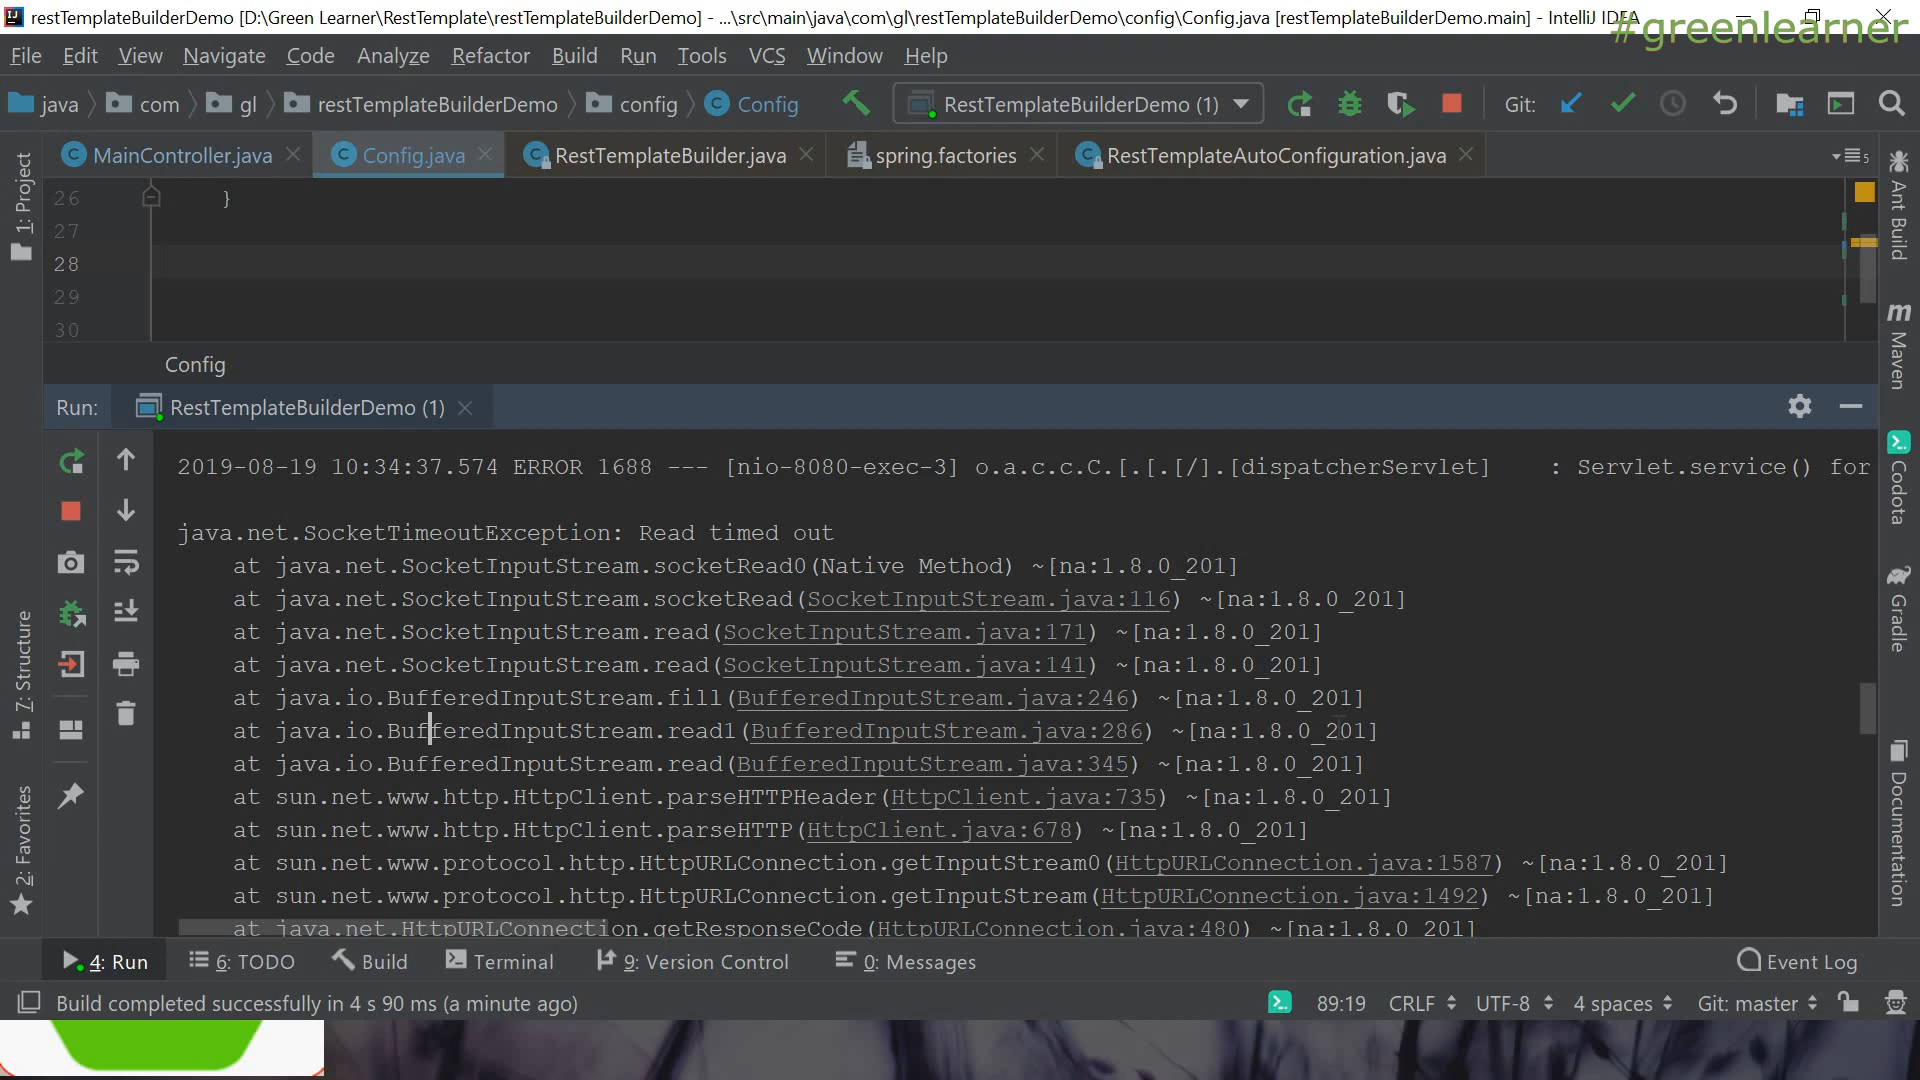 restTemplateBuilderDemo [D:\Green Learner\RestTemplate\restTemplateBuilderDemo] - ...\src\main\java\com\gl\restTemplateBuilderDemo\config\Config.java [restTemplateBuilderDemo.main] - IntelliJ IDEA
#greenlearner
File Edit View Navigate Code Analyze Refactor Build Run Tools VCS Window Help
java com gl restTemplateBuilderDemo config Config RestTemplateBuilderDemo (1) Git:
MainController.java Config.java RestTemplateBuilder.java spring.factories RestTemplateAutoConfiguration.java 5
26 }
27
28
29
30
Config
Run: RestTemplateBuilderDemo (1)
2019-08-19 10:34:37.574 ERROR 1688 --- [nio-8080-exec-3] o.a.c.c.C.[.[.[/].[dispatcherServlet] : Servlet.service() for
java.net.SocketTimeoutException: Read timed out
at java.net.SocketInputStream.socketRead0(Native Method) ~[na:1.8.0_201]
at java.net.SocketInputStream.socketRead(SocketInputStream.java:116) ~[na:1.8.0_201]
at java.net.SocketInputStream.read(SocketInputStream.java:171) ~[na:1.8.0_201]
at java.net.SocketInputStream.read(SocketInputStream.java:141) ~[na:1.8.0_201]
at java.io.BufferedInputStream.fill(BufferedInputStream.java:246) ~[na:1.8.0_201]
at java.io.BufferedInputStream.read1(BufferedInputStream.java:286) ~[na:1.8.0_201]
at java.io.BufferedInputStream.read(BufferedInputStream.java:345) ~[na:1.8.0_201]
at sun.net.www.http.HttpClient.parseHTTPHeader(HttpClient.java:735) ~[na:1.8.0_201]
at sun.net.www.http.HttpClient.parseHTTP(HttpClient.java:678) ~[na:1.8.0_201]
at sun.net.www.protocol.http.HttpURLConnection.getInputStream0(HttpURLConnection.java:1587) ~[na:1.8.0_201]
at sun.net.www.protocol.http.HttpURLConnection.getInputStream(HttpURLConnection.java:1492) ~[na:1.8.0_201]
at java.net.HttpURLConnection.getResponseCode(HttpURLConnection.java:480) ~[na:1.8.0_201]
1: Project
7: Structure
2: Favorites
Ant Build
m Maven
Codota
Gradle
Documentation
4: Run 6: TODO Build Terminal 9: Version Control 0: Messages Event Log
Build completed successfully in 4 s 90 ms (a minute ago) 89:19 CRLF UTF-8 4 spaces Git: master